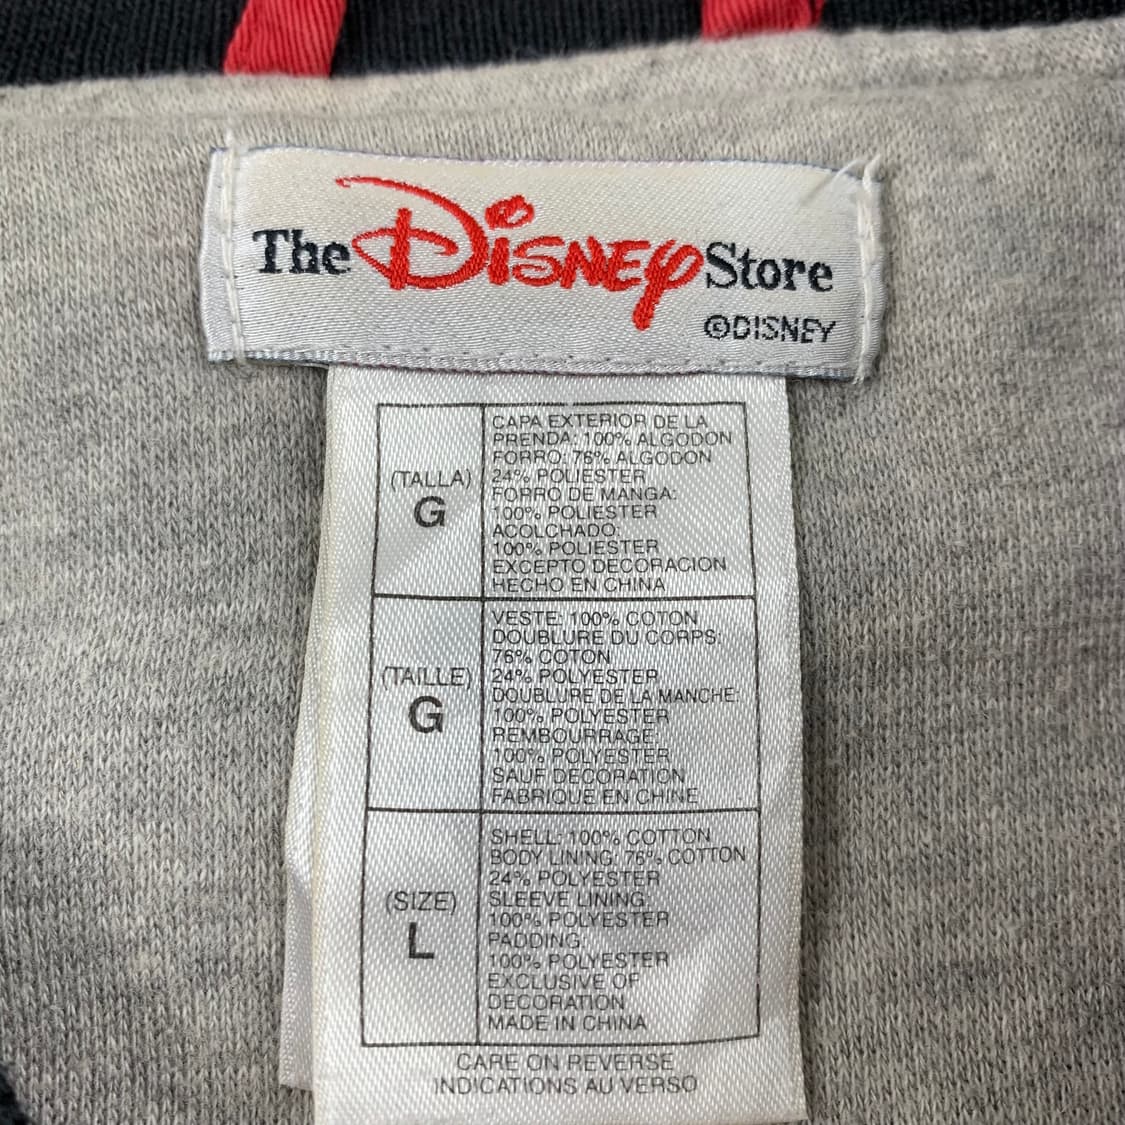 The Disney Store
©DISNEY
(TALLA)
G
CAPA EXTERIOR DE LA
PRENDA: 100% ALGODON
FORRO: 76% ALGODON
24% POLIESTER
FORRO DE MANGA:
100% POLIESTER
ACOLCHADO:
100% POLIESTER
EXCEPTO DECORACION
HECHO EN CHINA
(TAILLE)
G
VESTE: 100% COTON
DOUBLURE DU CORPS:
76% COTON
24% POLYESTER
DOUBLURE DE LA MANCHE:
100% POLYESTER
REMBOURRAGE:
100% POLYESTER
SAUF DECORATION
FABRIQUE EN CHINE
(SIZE)
L
SHELL: 100% COTTON
BODY LINING: 76% COTTON
24% POLYESTER
SLEEVE LINING:
100% POLYESTER
PADDING:
100% POLYESTER
EXCLUSIVE OF
DECORATION
MADE IN CHINA
CARE ON REVERSE
INDICATIONS AU VERSO